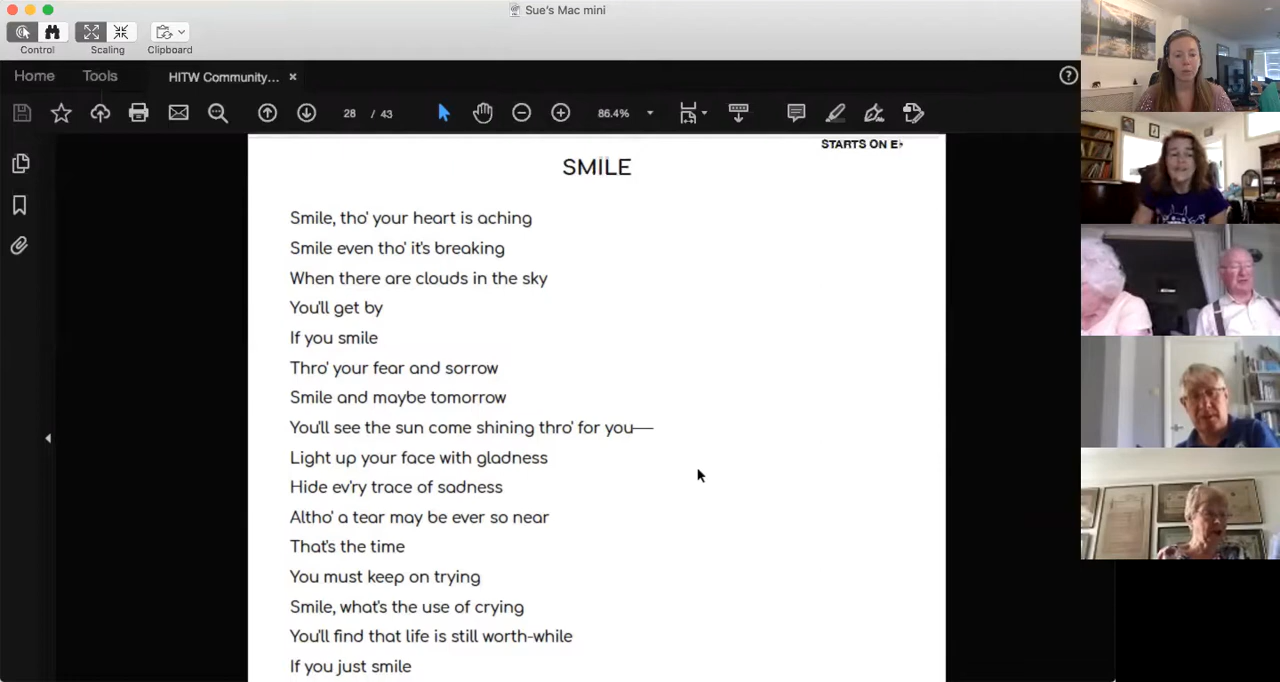 Sue's Mac mini
Control
Scaling
Clipboard
Home
Tools
HITW Community...
28 / 43
86.4%
STARTS ON E♭
SMILE
Smile, tho' your heart is aching
Smile even tho' it's breaking
When there are clouds in the sky
You'll get by
If you smile
Thro' your fear and sorrow
Smile and maybe tomorrow
You'll see the sun come shining thro' for you—
Light up your face with gladness
Hide ev'ry trace of sadness
Altho' a tear may be ever so near
That's the time
You must keep on trying
Smile, what's the use of crying
You'll find that life is still worth-while
If you just smile